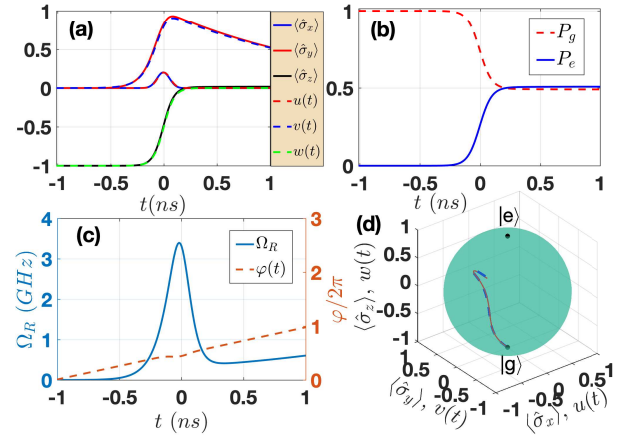 (a)
1
0.5
0
-0.5
-1
-1 -0.5 0 0.5 1
t(ns)
⟨σ̂x⟩
⟨σ̂y⟩
⟨σ̂z⟩
u(t)
v(t)
w(t)
(b)
1
0.5
0
-1 -0.5 0 0.5 1
t (ns)
Pg
Pe
(c)
4
3
2
1
0
ΩR (GHz)
-1 -0.5 0 0.5 1
t (ns)
ΩR
φ(t)
3
2
1
0
φ/2π
(d)
|e⟩
|g⟩
1
0.5
0
-0.5
-1
⟨σ̂z⟩, w(t)
1
0.5
0
-0.5
-1
⟨σ̂y⟩, v(t)
-1
-0.5
0
0.5
1
⟨σ̂x⟩, u(t)